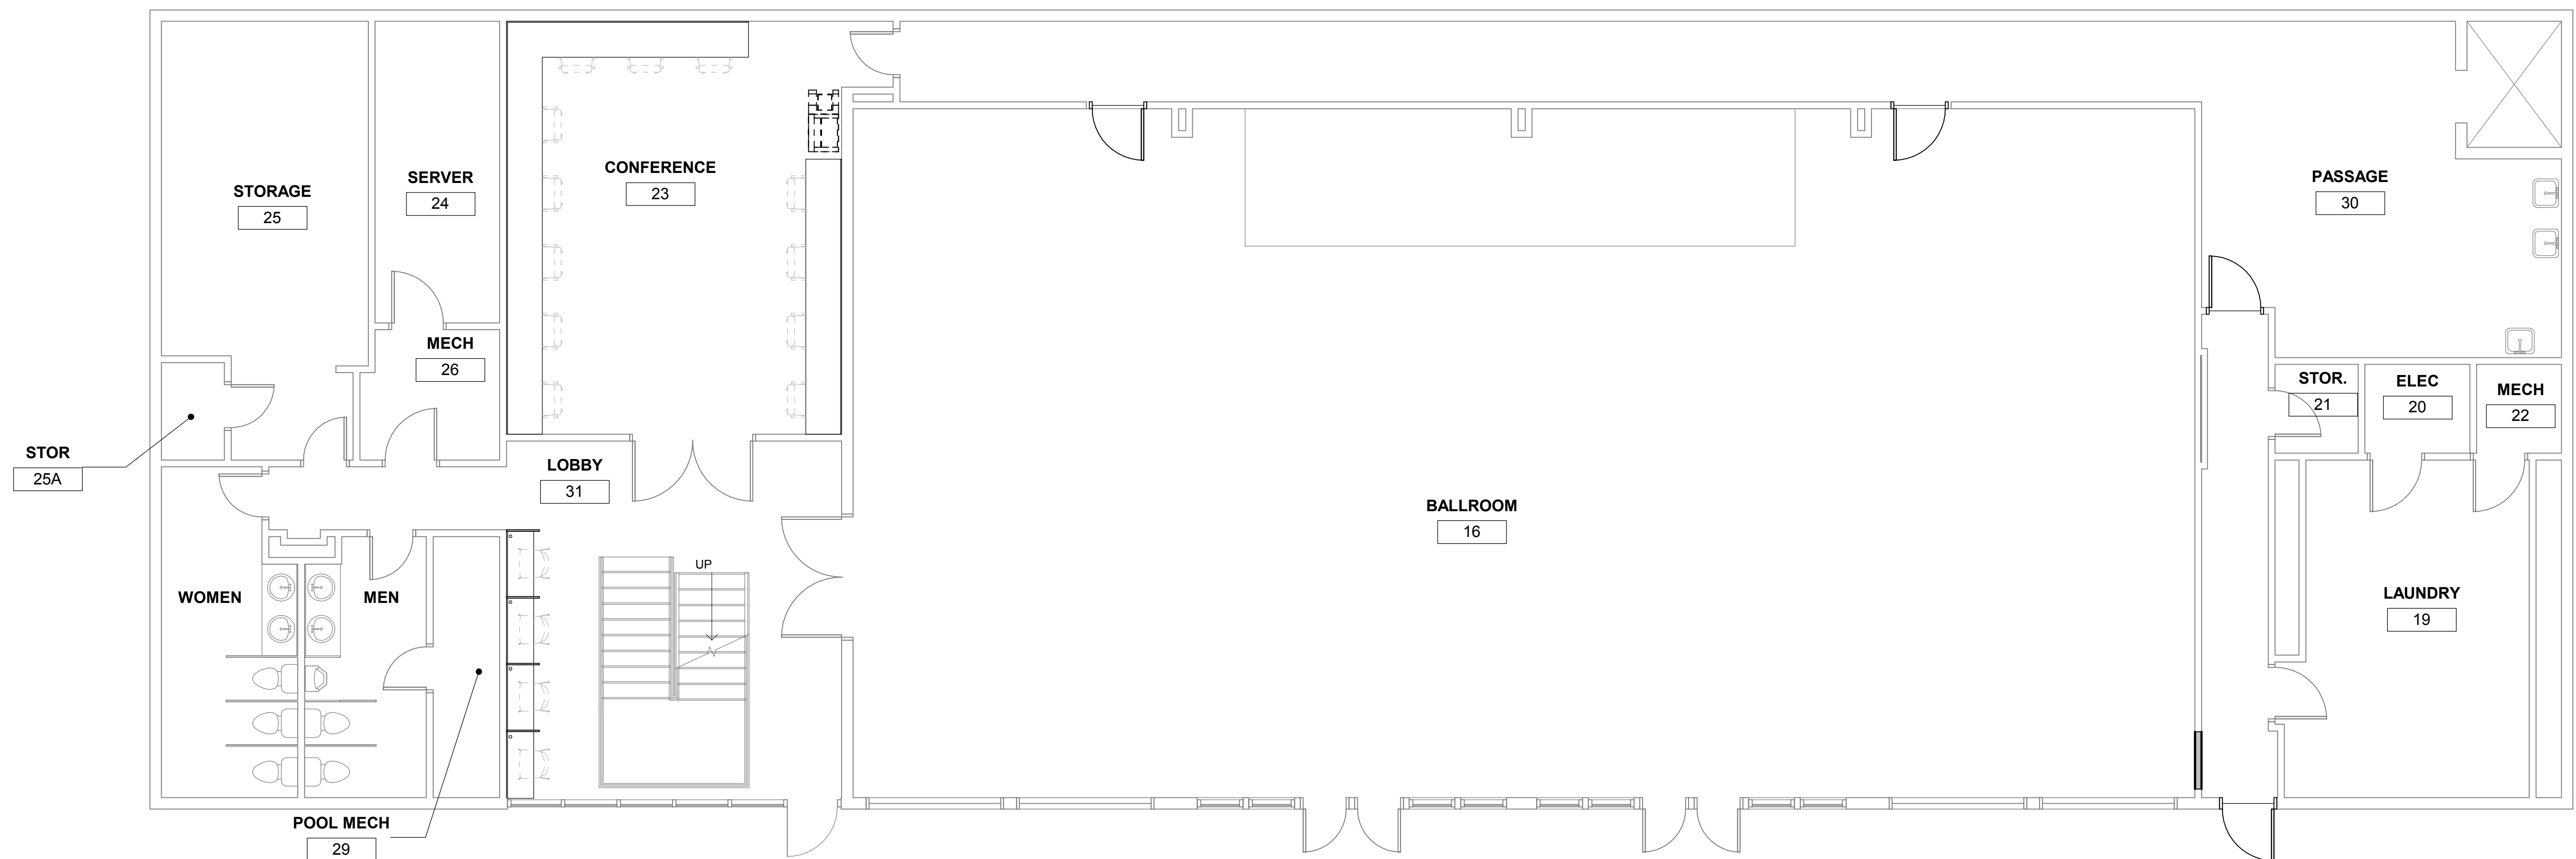 STORAGE
25
SERVER
24
CONFERENCE
23
PASSAGE
30
MECH
26
STOR.
21
ELEC
20
MECH
22
STOR
25A
LOBBY
31
BALLROOM
16
UP
WOMEN
MEN
LAUNDRY
19
POOL MECH
29